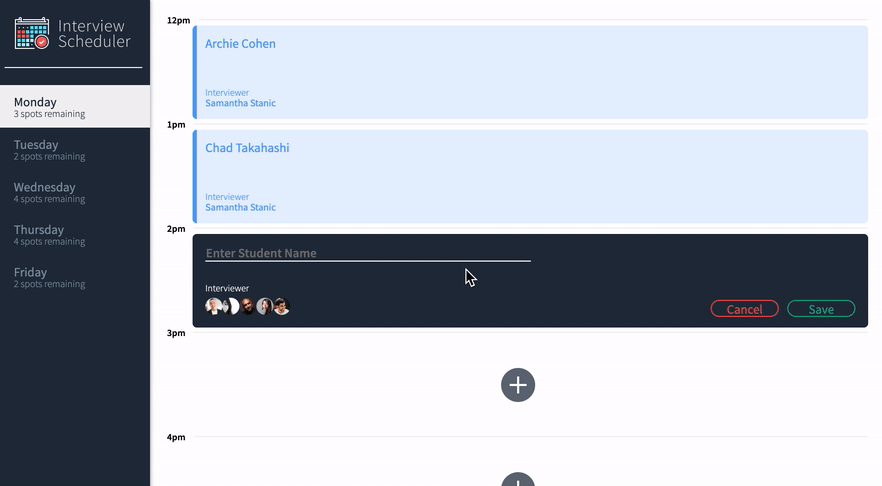 Interview
Scheduler
Monday
3 spots remaining
Tuesday
2 spots remaining
Wednesday
4 spots remaining
Thursday
4 spots remaining
Friday
2 spots remaining
12pm
Archie Cohen
Interviewer
Samantha Stanic
1pm
Chad Takahashi
Interviewer
Samantha Stanic
2pm
Enter Student Name
Interviewer
Cancel Save
3pm
4pm